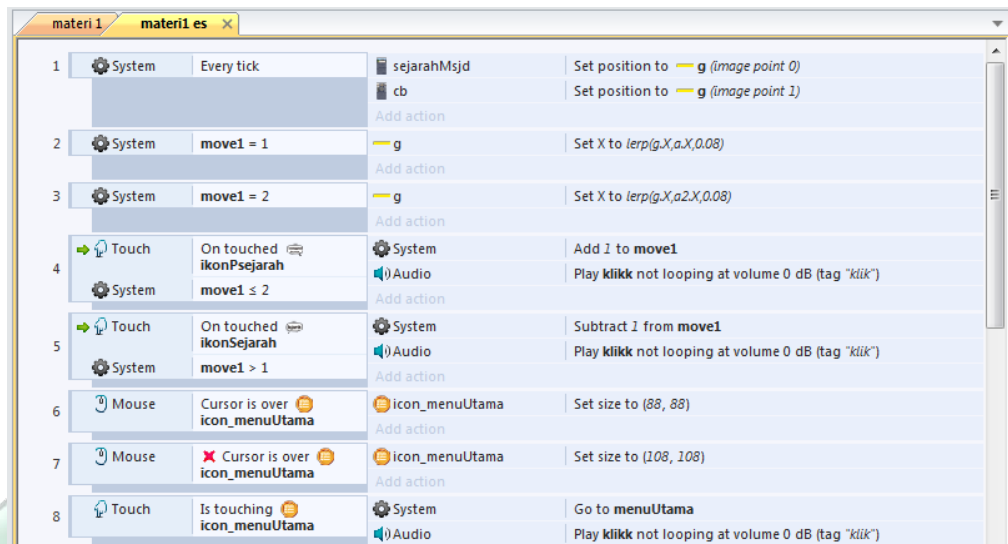 materi 1 materi1 es ×
1 System Every tick sejarahMsjd Set position to g (image point 0)
cb Set position to g (image point 1)
Add action
2 System move1 = 1 g Set X to lerp(g.X,a.X,0.08)
Add action
3 System move1 = 2 g Set X to lerp(g.X,a2.X,0.08)
Add action
4 Touch On touched ikonPsejarah System Add 1 to move1
System move1 ≤ 2 Audio Play klikk not looping at volume 0 dB (tag "klik")
Add action
5 Touch On touched ikonSejarah System Subtract 1 from move1
System move1 > 1 Audio Play klikk not looping at volume 0 dB (tag "klik")
Add action
6 Mouse Cursor is over icon_menuUtama icon_menuUtama Set size to (88, 88)
Add action
7 Mouse Cursor is over icon_menuUtama icon_menuUtama Set size to (108, 108)
Add action
8 Touch Is touching icon_menuUtama System Go to menuUtama
Audio Play klikk not looping at volume 0 dB (tag "klik")